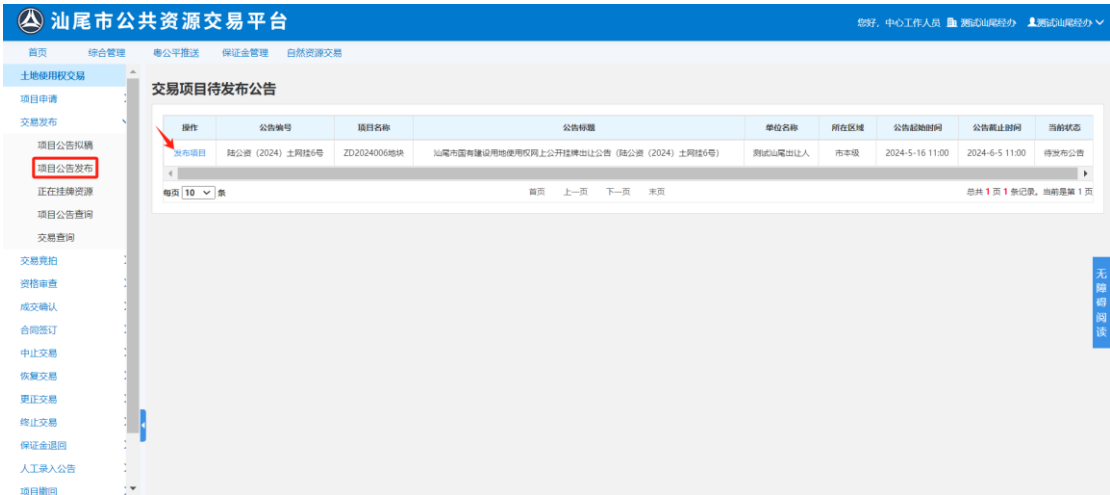 汕尾市公共资源交易平台
您好，中心工作人员 测试汕尾经办 测试汕尾经办
首页 综合管理 粤公平推送 保证金管理 自然资源交易
土地使用权交易
项目申请
交易发布
项目公告拟稿
项目公告发布
正在挂牌资源
项目公告查询
交易查询
交易竞拍
资格审查
成交确认
合同签订
中止交易
恢复交易
更正交易
终止交易
保证金退回
人工录入公告
项目撤回
交易项目待发布公告
操作 公告编号 项目名称 公告标题 单位名称 所在区域 公告起始时间 公告截止时间 当前状态
发布项目 陆公资（2024）土网挂6号 ZD2024006地块 汕尾市国有建设用地使用权网上公开挂牌出让公告（陆公资（2024）土网挂6号） 测试汕尾出让人 市本级 2024-5-16 11:00 2024-6-5 11:00 待发布公告
每页 10 条 首页 上一页 下一页 末页 总共 1 页 1 条记录，当前是第 1 页
无障碍阅读